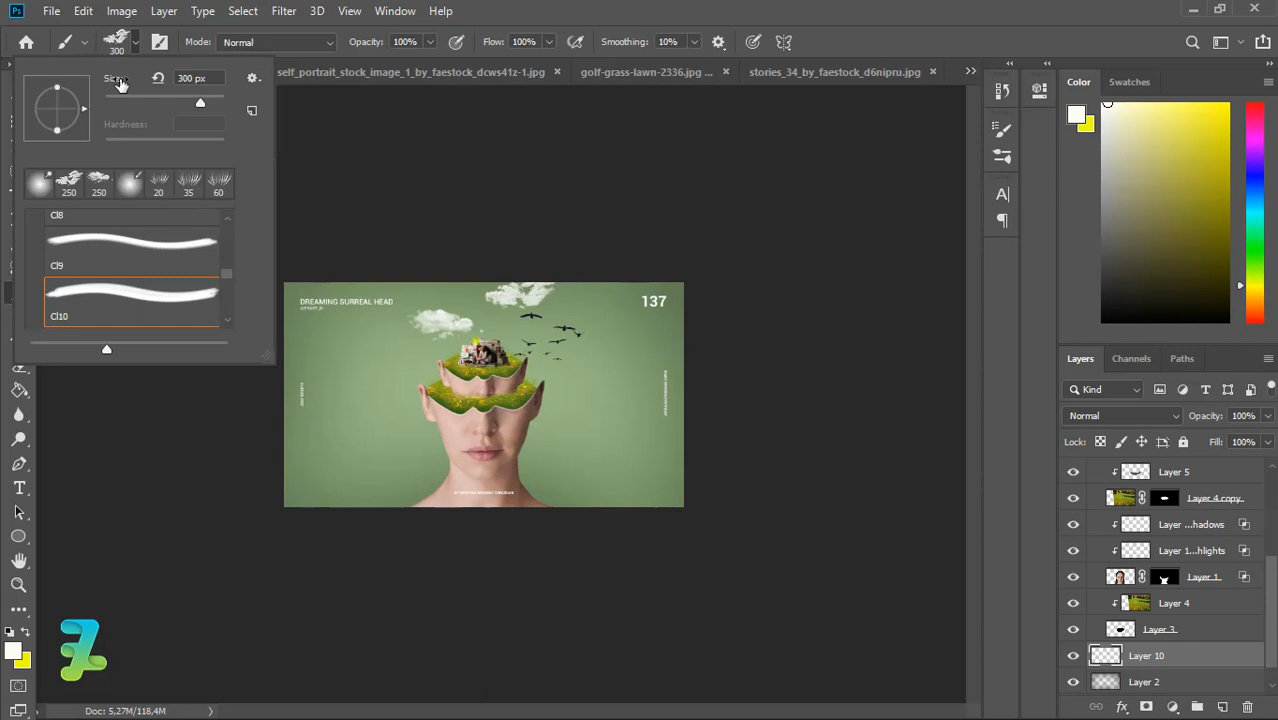 Ps File Edit Image Layer Type Select Filter 3D View Window Help
300 Mode: Normal Opacity: 100% Flow: 100% Smoothing: 10%
self_portrait_stock_image_1_by_faestock_dcws41z-1.jpg × golf-grass-lawn-2336.jpg ... × stories_34_by_faestock_d6nipru.jpg ×
300 px
Hardness:
250 250 20 35 60
Cl8
Cl9
Cl10
DREAMING SURREAL HEAD
137
Color Swatches
Layers Channels Paths
Kind
Normal Opacity: 100%
Lock: Fill: 100%
Layer 5
Layer 4 copy
Layer ...hadows
Layer 1...hlights
Layer 1
Layer 4
Layer 3
Layer 10
Layer 2
Doc: 5,27M/118,4M